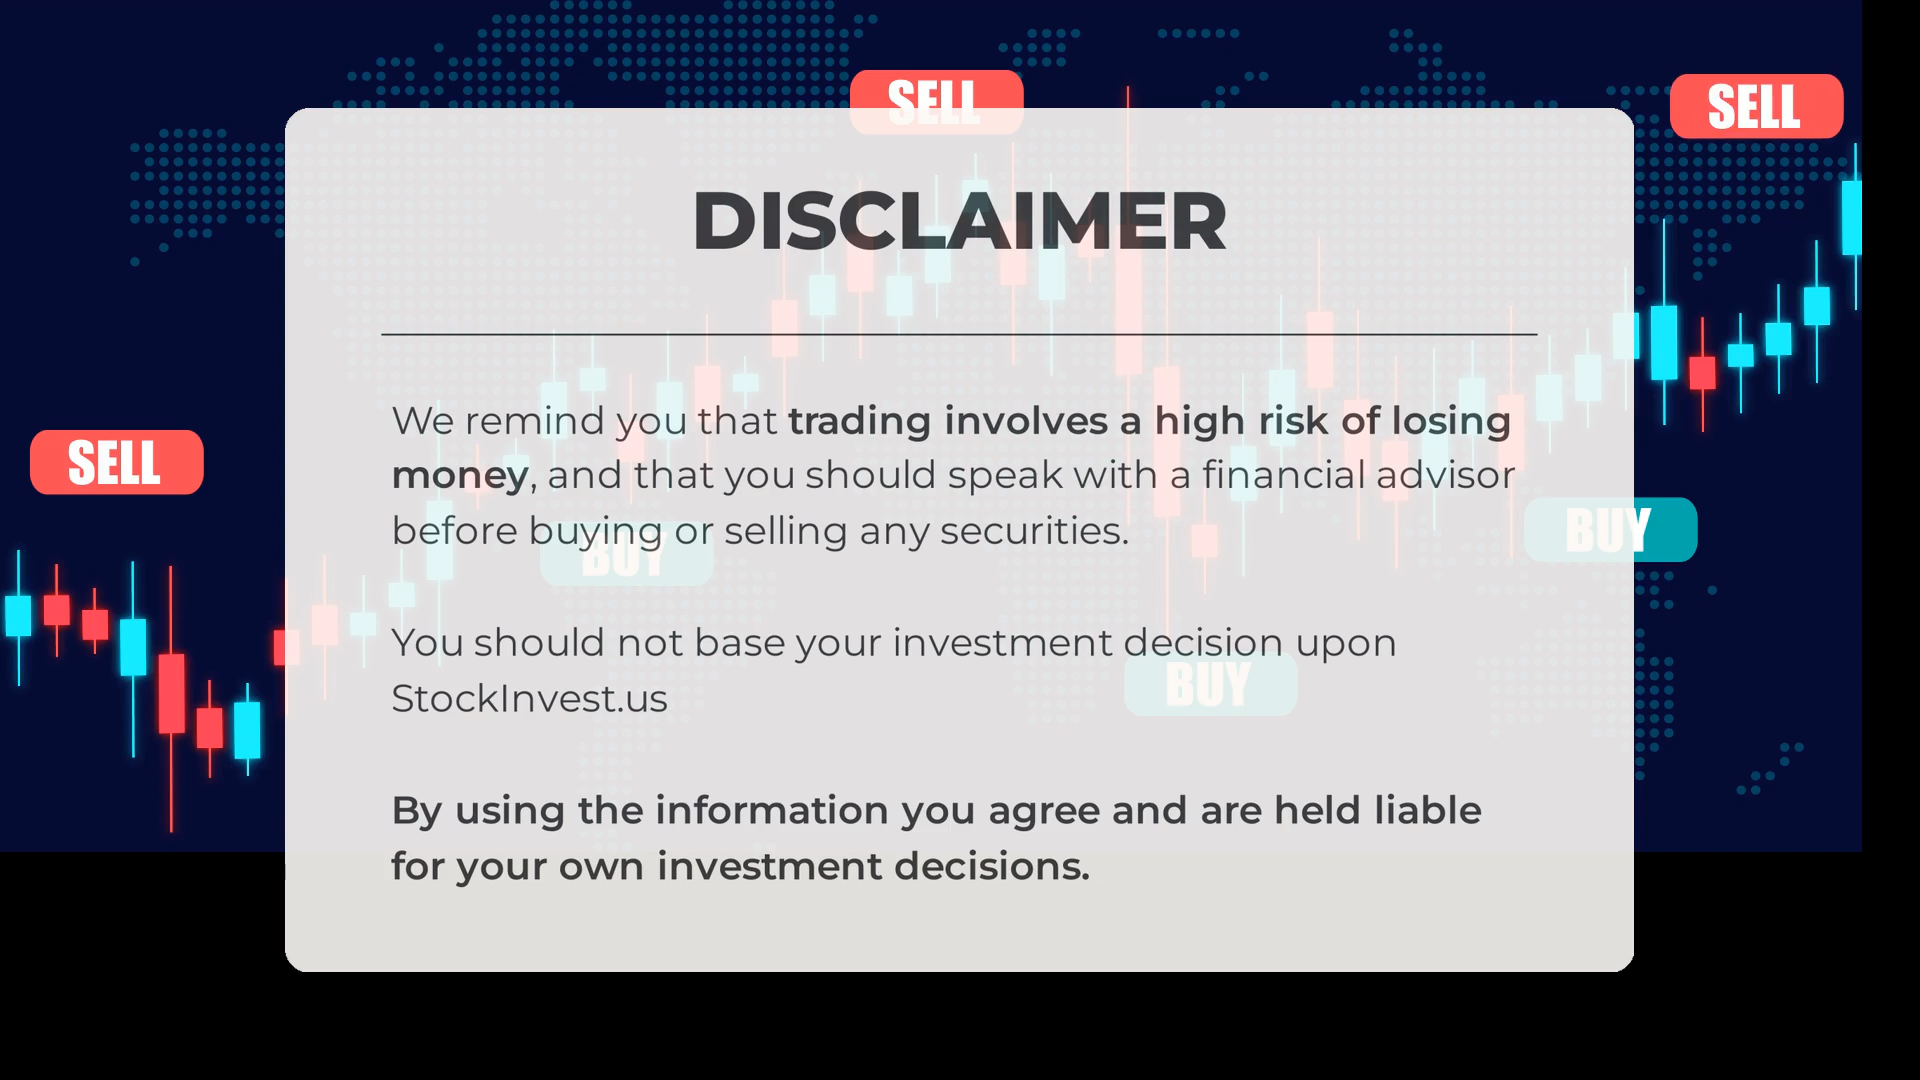 SELL
SELL
DISCLAIMER
We remind you that trading involves a high risk of losing
money, and that you should speak with a financial advisor
before buying or selling any securities.
SELL
BUY
BUY
You should not base your investment decision upon
StockInvest.us
BUY
By using the information you agree and are held liable
for your own investment decisions.